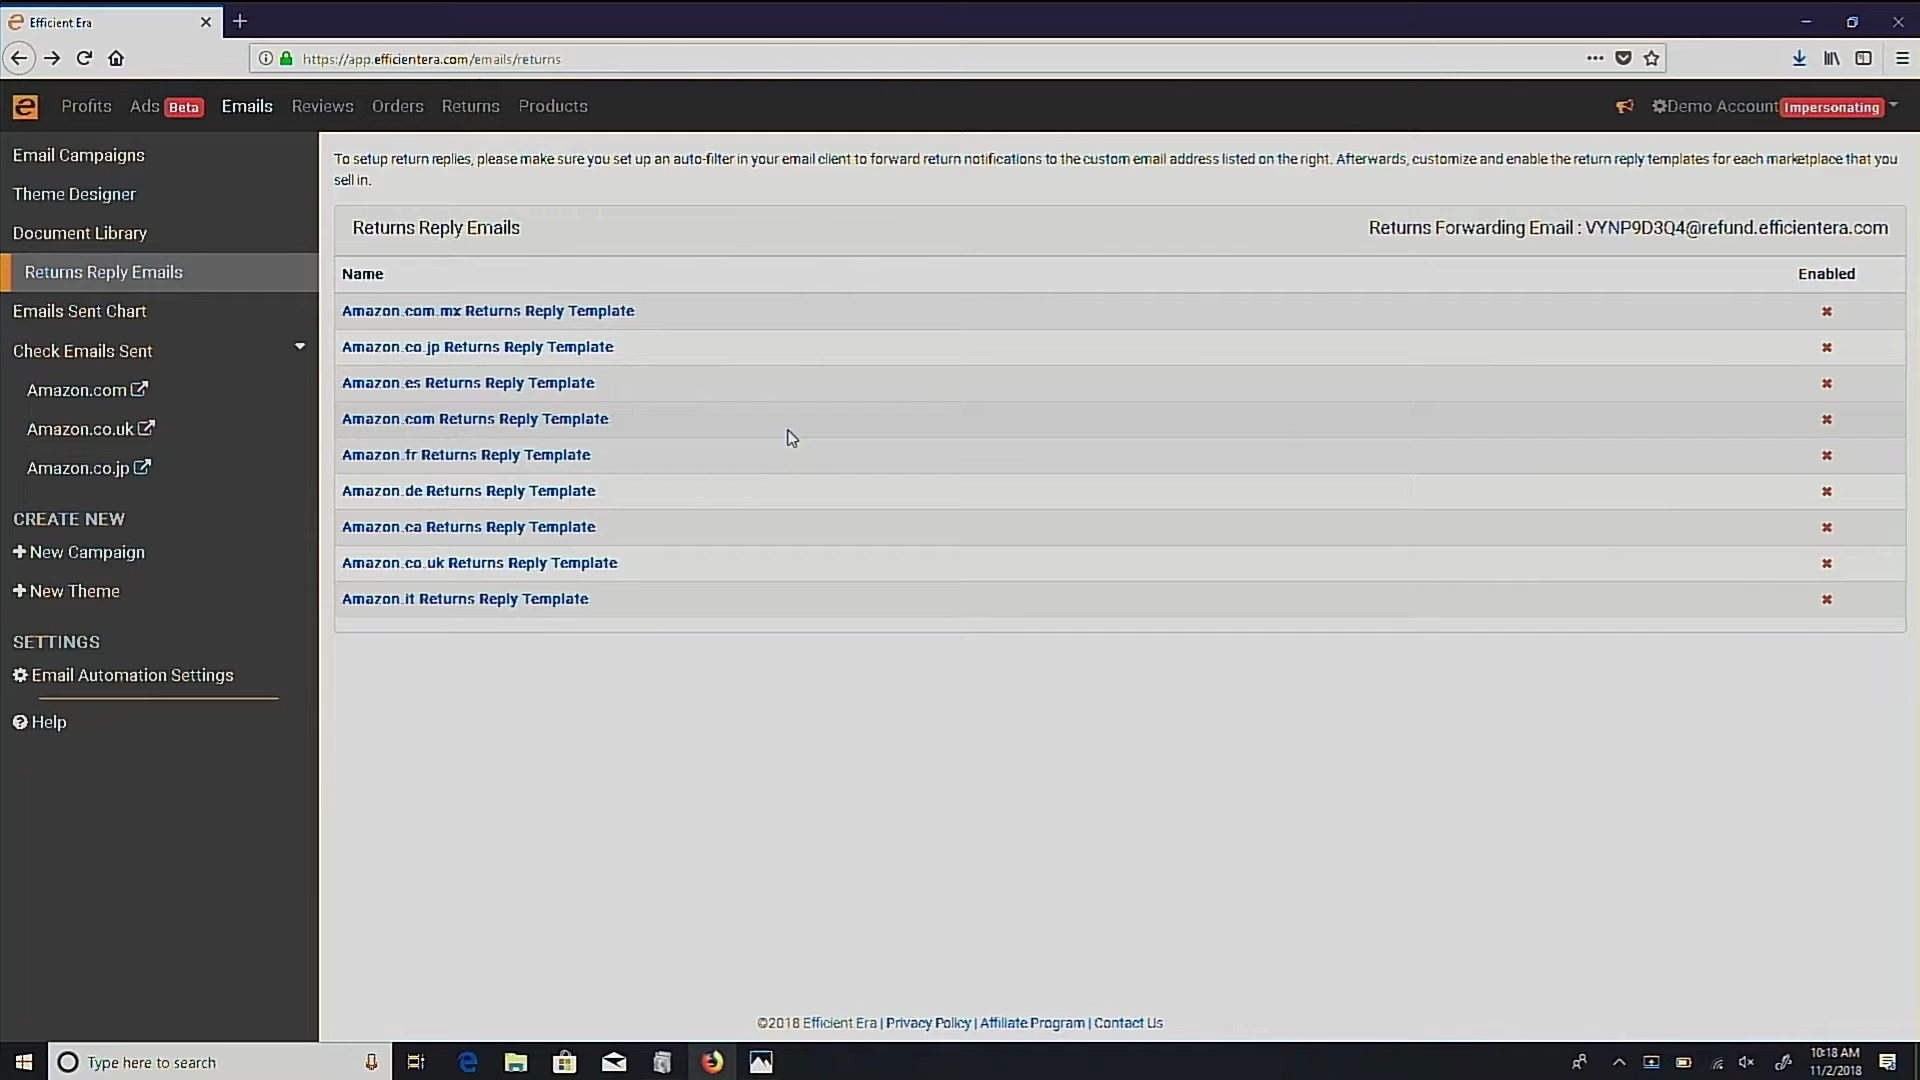 Efficient Era
https://app.efficientera.com/emails/returns
Profits Ads Beta Emails Reviews Orders Returns Products
Demo Account Impersonating
Email Campaigns
Theme Designer
Document Library
Returns Reply Emails
Emails Sent Chart
Check Emails Sent
Amazon.com
Amazon.co.uk
Amazon.co.jp
CREATE NEW
New Campaign
New Theme
SETTINGS
Email Automation Settings
Help
To setup return replies, please make sure you set up an auto-filter in your email client to forward return notifications to the custom email address listed on the right. Afterwards, customize and enable the return reply templates for each marketplace that you
sell in.
Returns Reply Emails
Returns Forwarding Email : VYNP9D3Q4@refund.efficientera.com
Name Enabled
Amazon.com.mx Returns Reply Template
Amazon.co.jp Returns Reply Template
Amazon.es Returns Reply Template
Amazon.com Returns Reply Template
Amazon.fr Returns Reply Template
Amazon.de Returns Reply Template
Amazon.ca Returns Reply Template
Amazon.co.uk Returns Reply Template
Amazon.it Returns Reply Template
©2018 Efficient Era | Privacy Policy | Affiliate Program | Contact Us
Type here to search
10:18 AM
11/2/2018